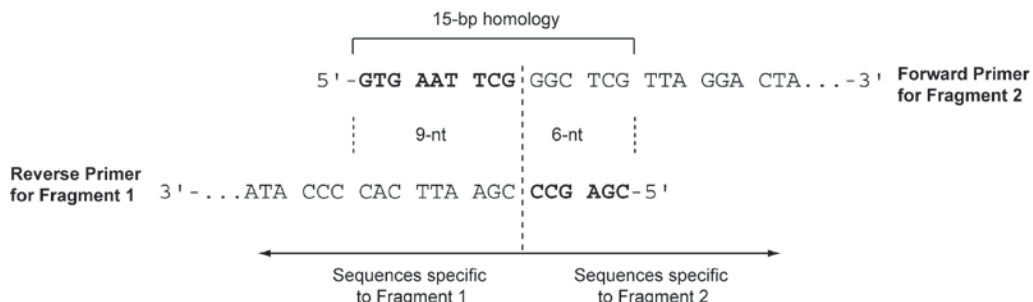 15-bp homology
5'-GTG AAT TCG GGC TCG TTA GGA CTA...-3'
Forward Primer
for Fragment 2
9-nt
6-nt
Reverse Primer
for Fragment 1
3'-...ATA CCC CAC TTA AGC CCG AGC-5'
Sequences specific
to Fragment 1
Sequences specific
to Fragment 2